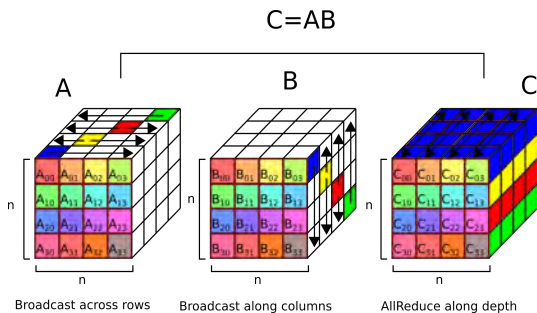 C=AB
A
B
C
A00 A01 A02 A03
A10 A11 A12 A13
A20 A21 A22 A23
A30 A31 A32 A33
B00 B01 B02 B03
B10 B11 B12 B13
B20 B21 B22 B23
B30 B31 B32 B33
C00 C01 C02 C03
C10 C11 C12 C13
C20 C21 C22 C23
C30 C31 C32 C33
n
n
n
n
n
n
Broadcast across rows
Broadcast along columns
AllReduce along depth